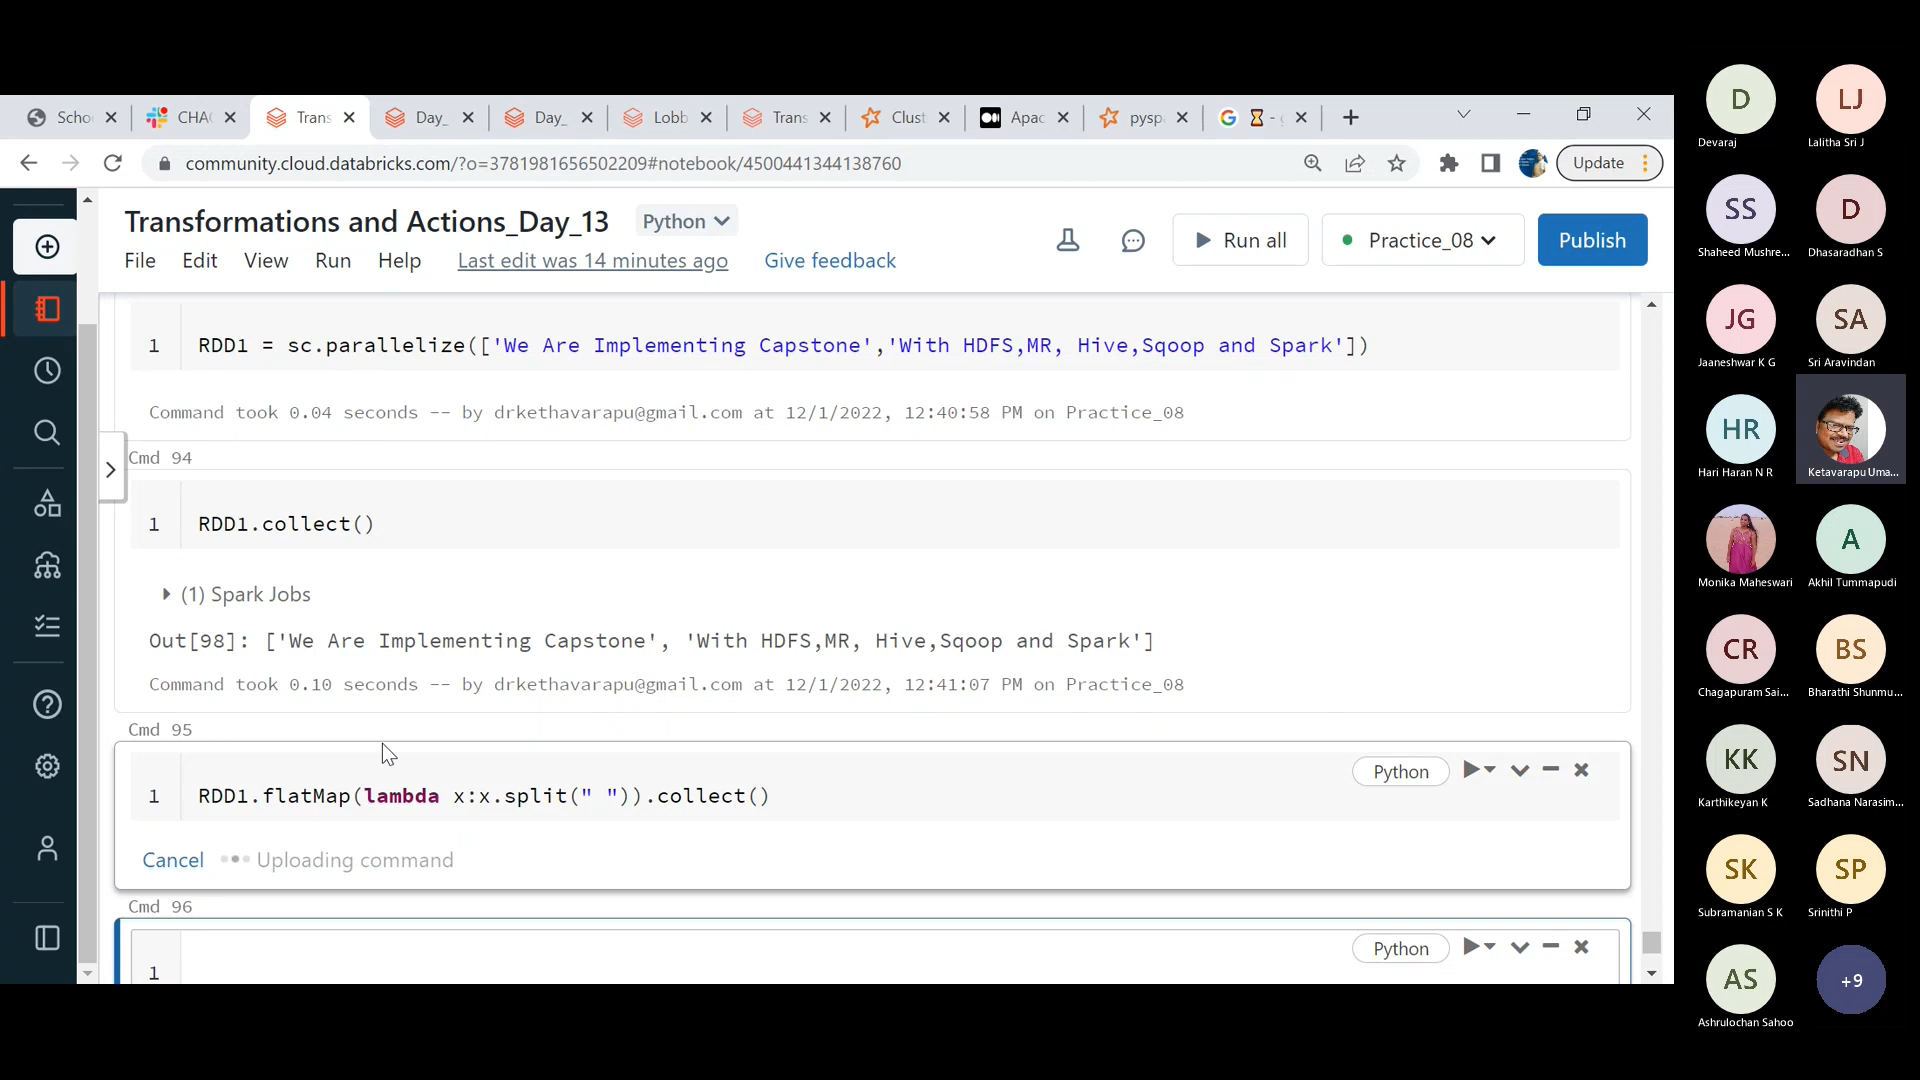 Scho
CHAC
Trans
Day_
Day_
Lobb
Trans
Clust
Apac
pysp
community.cloud.databricks.com/?o=3781981656502209#notebook/4500441344138760
Update
Transformations and Actions_Day_13
Python
File Edit View Run Help Last edit was 14 minutes ago Give feedback
Run all
Practice_08
Publish
1 RDD1 = sc.parallelize(['We Are Implementing Capstone','With HDFS,MR, Hive,Sqoop and Spark'])
Command took 0.04 seconds -- by drkethavarapu@gmail.com at 12/1/2022, 12:40:58 PM on Practice_08
Cmd 94
1 RDD1.collect()
(1) Spark Jobs
Out[98]: ['We Are Implementing Capstone', 'With HDFS,MR, Hive,Sqoop and Spark']
Command took 0.10 seconds -- by drkethavarapu@gmail.com at 12/1/2022, 12:41:07 PM on Practice_08
Cmd 95
Python
1 RDD1.flatMap(lambda x:x.split(" ")).collect()
Cancel Uploading command
Cmd 96
Python
1
D LJ
Devaraj Lalitha Sri J
SS D
Shaheed Mushre... Dhasaradhan S
JG SA
Jaaneshwar K G Sri Aravindan
HR
Hari Haran N R Ketavarapu Uma...
A
Monika Maheswari Akhil Tummapudi
CR BS
Chagapuram Sai... Bharathi Shunmu...
KK SN
Karthikeyan K Sadhana Narasim...
SK SP
Subramanian S K Srinithi P
AS +9
Ashrulochan Sahoo